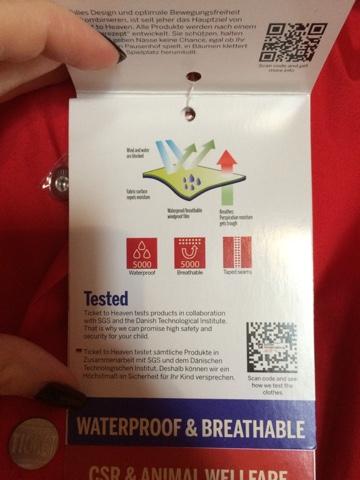 lles Design und optimale Bewegungsfreiheit
kombinieren, ist seit jeher das Hauptziel von
to Heaven. Alle Produkte werden nach einem
rezept" entwickelt. Sie schützen, halten
geben Nässe keine Chance, egal ob Ihr
Pausenhof spielt, in Bäumen klettert
Spielplatz herumtollt.
Scan code and get
more info
Wind and water
are blocked
Fabric surface
repels moisture
Waterproof/breathable
windproof film
Breathes:
Perspiration moisture
gets trough
5000
5000
Waterproof
Breathable
Taped seams
Tested
Ticket to Heaven tests products in collaboration
with SGS and the Danish Technological Institute.
That is why we can promise high safety and
security for your child.
Ticket to Heaven testet sämtliche Produkte in
Zusammenarbeit mit SGS und dem Dänischen
Technologischen Institut. Deshalb können wir ein
Höchstmaß an Sicherheit für Ihr Kind versprechen.
Scan code and see
how we test the
clothes.
WATERPROOF & BREATHABLE
TICKET
CSR & ANIMAL WELLFARE